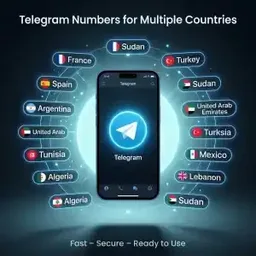 Telegram Numbers for Multiple Countries
Sudan
France
Turkey
Spain
Sudan
Argentina
United Arab Emirates
United Arab
Turksia
Tunisia
Mexico
Algeria
Lebanon
Algeria
Sudan
Telegram
Telegram
Fast – Secure – Ready to Use